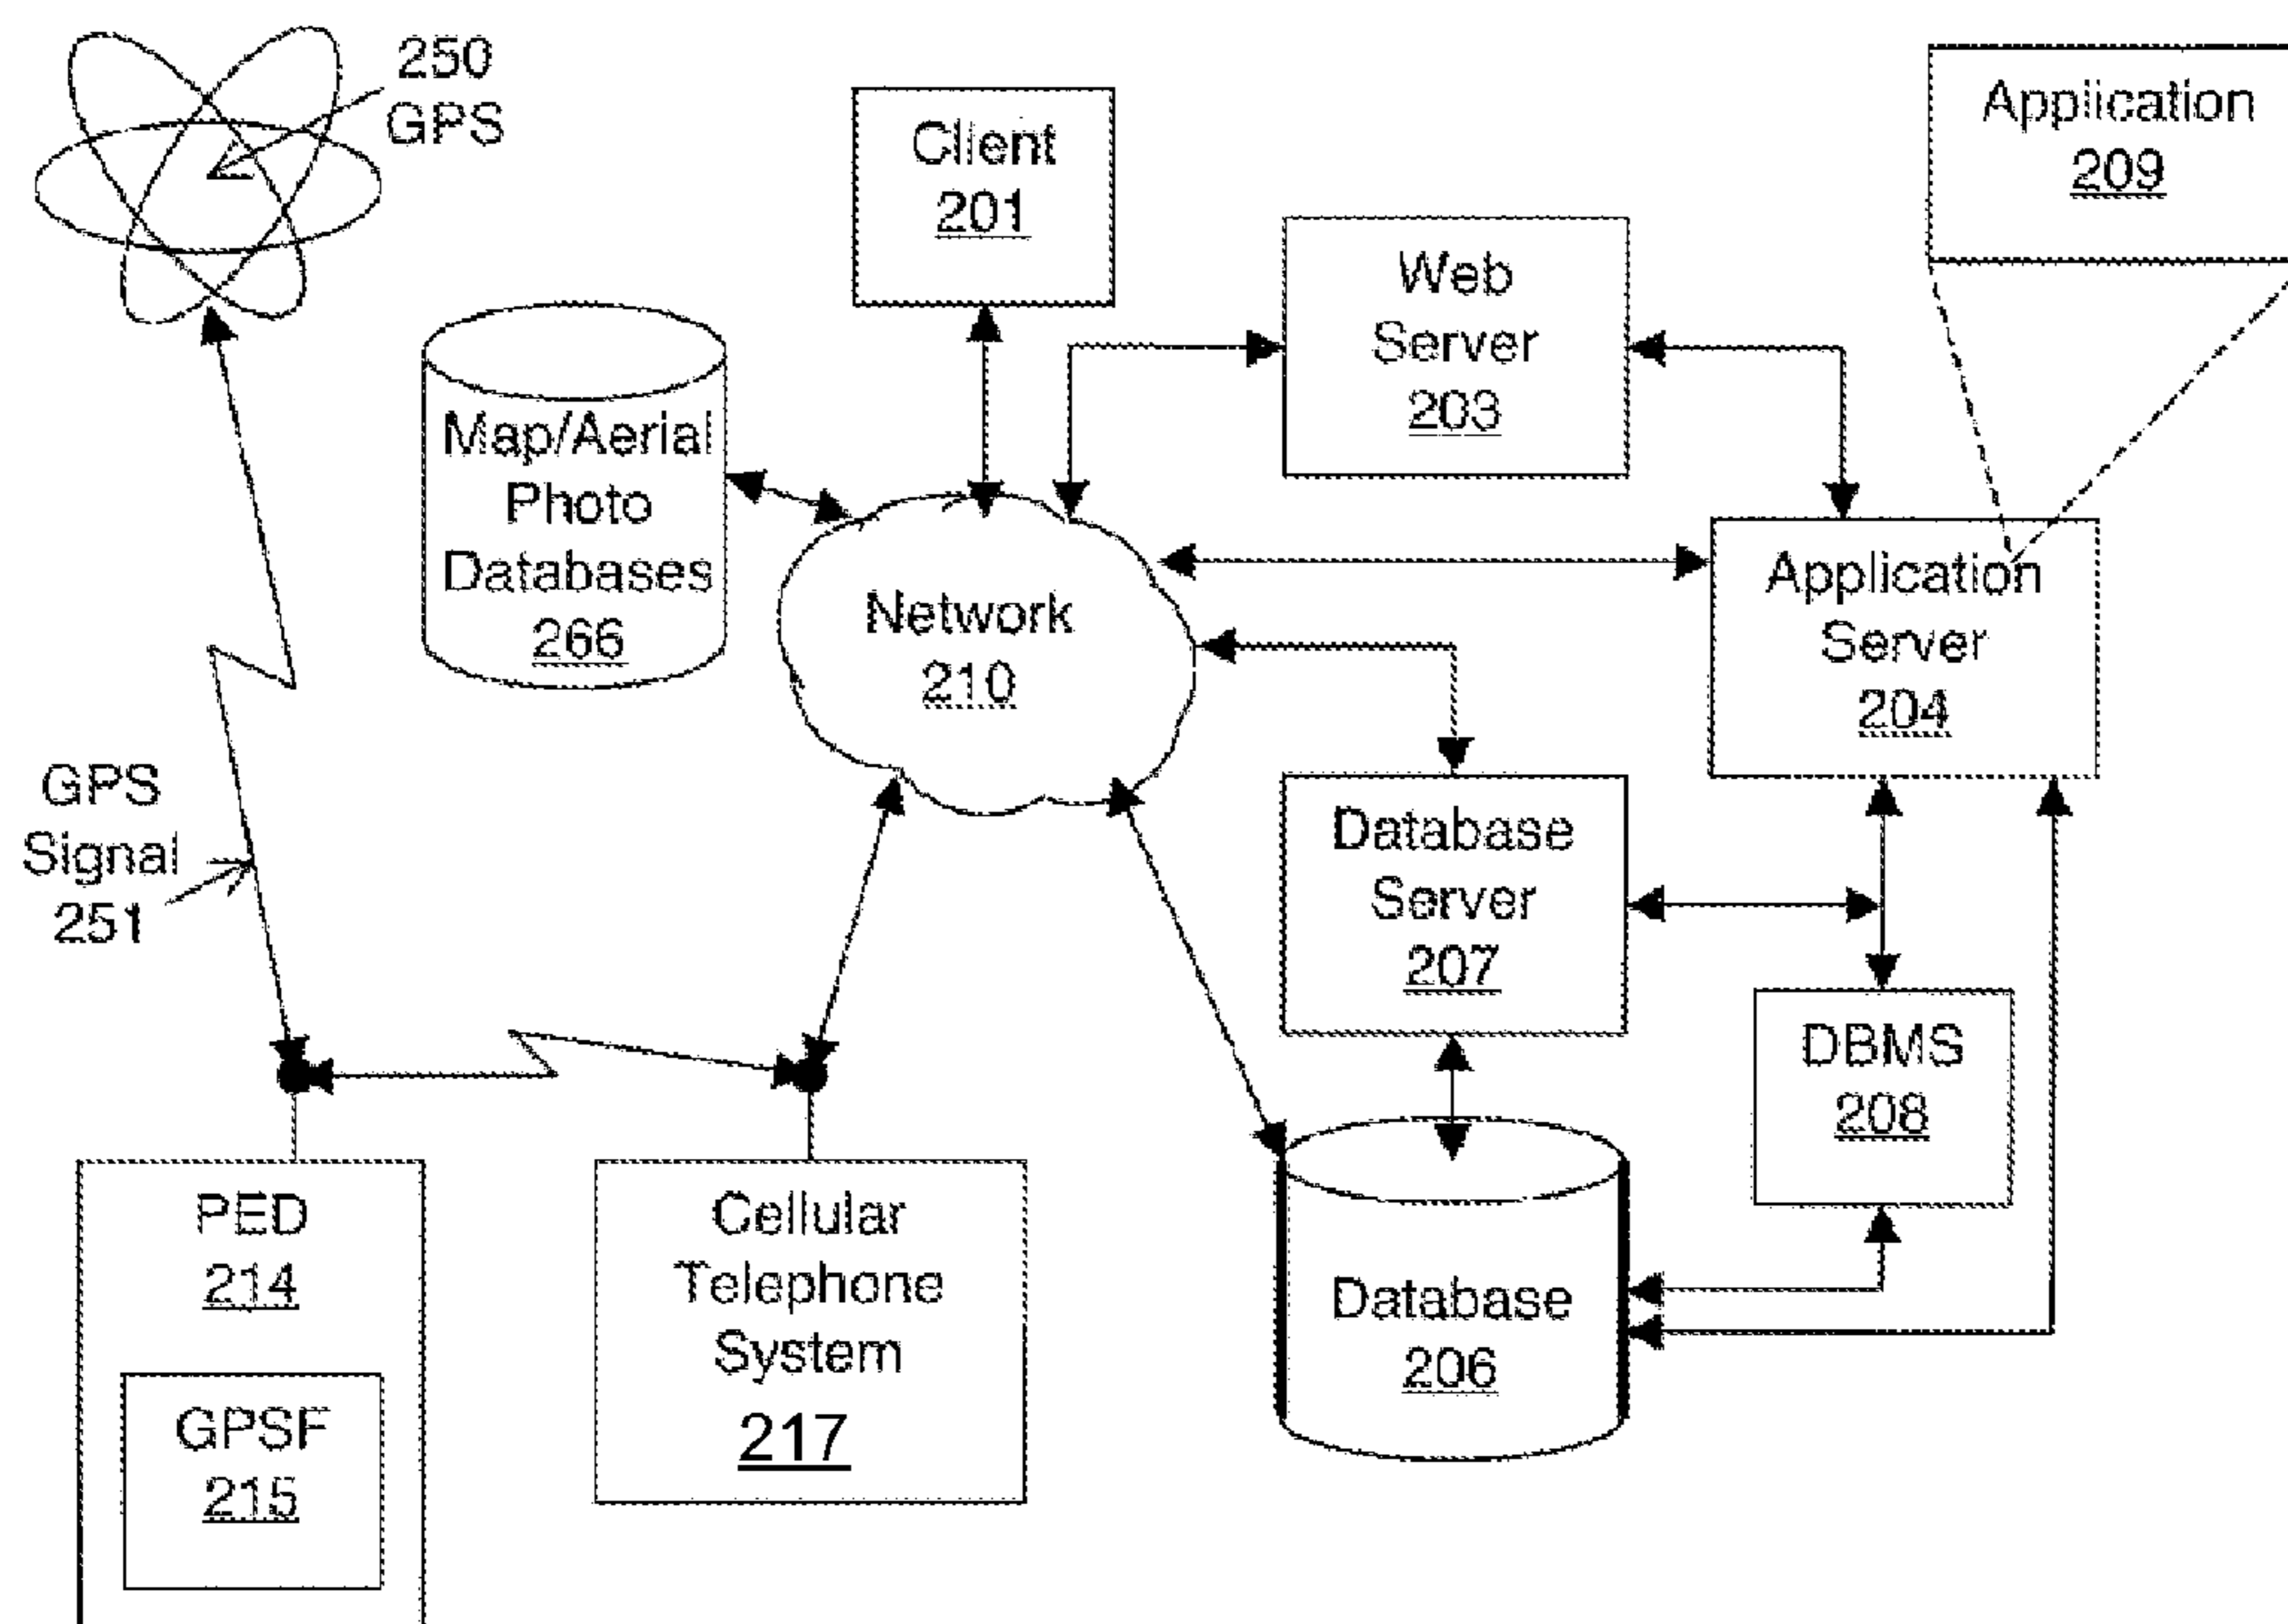 250
GPS
Client
201
Application
209
Web
Server
203
Map/Aerial
Photo
Databases
266
Network
210
Application
Server
204
GPS
Signal
251
Database
Server
207
DBMS
208
PED
214
GPSF
215
Cellular
Telephone
System
217
Database
206